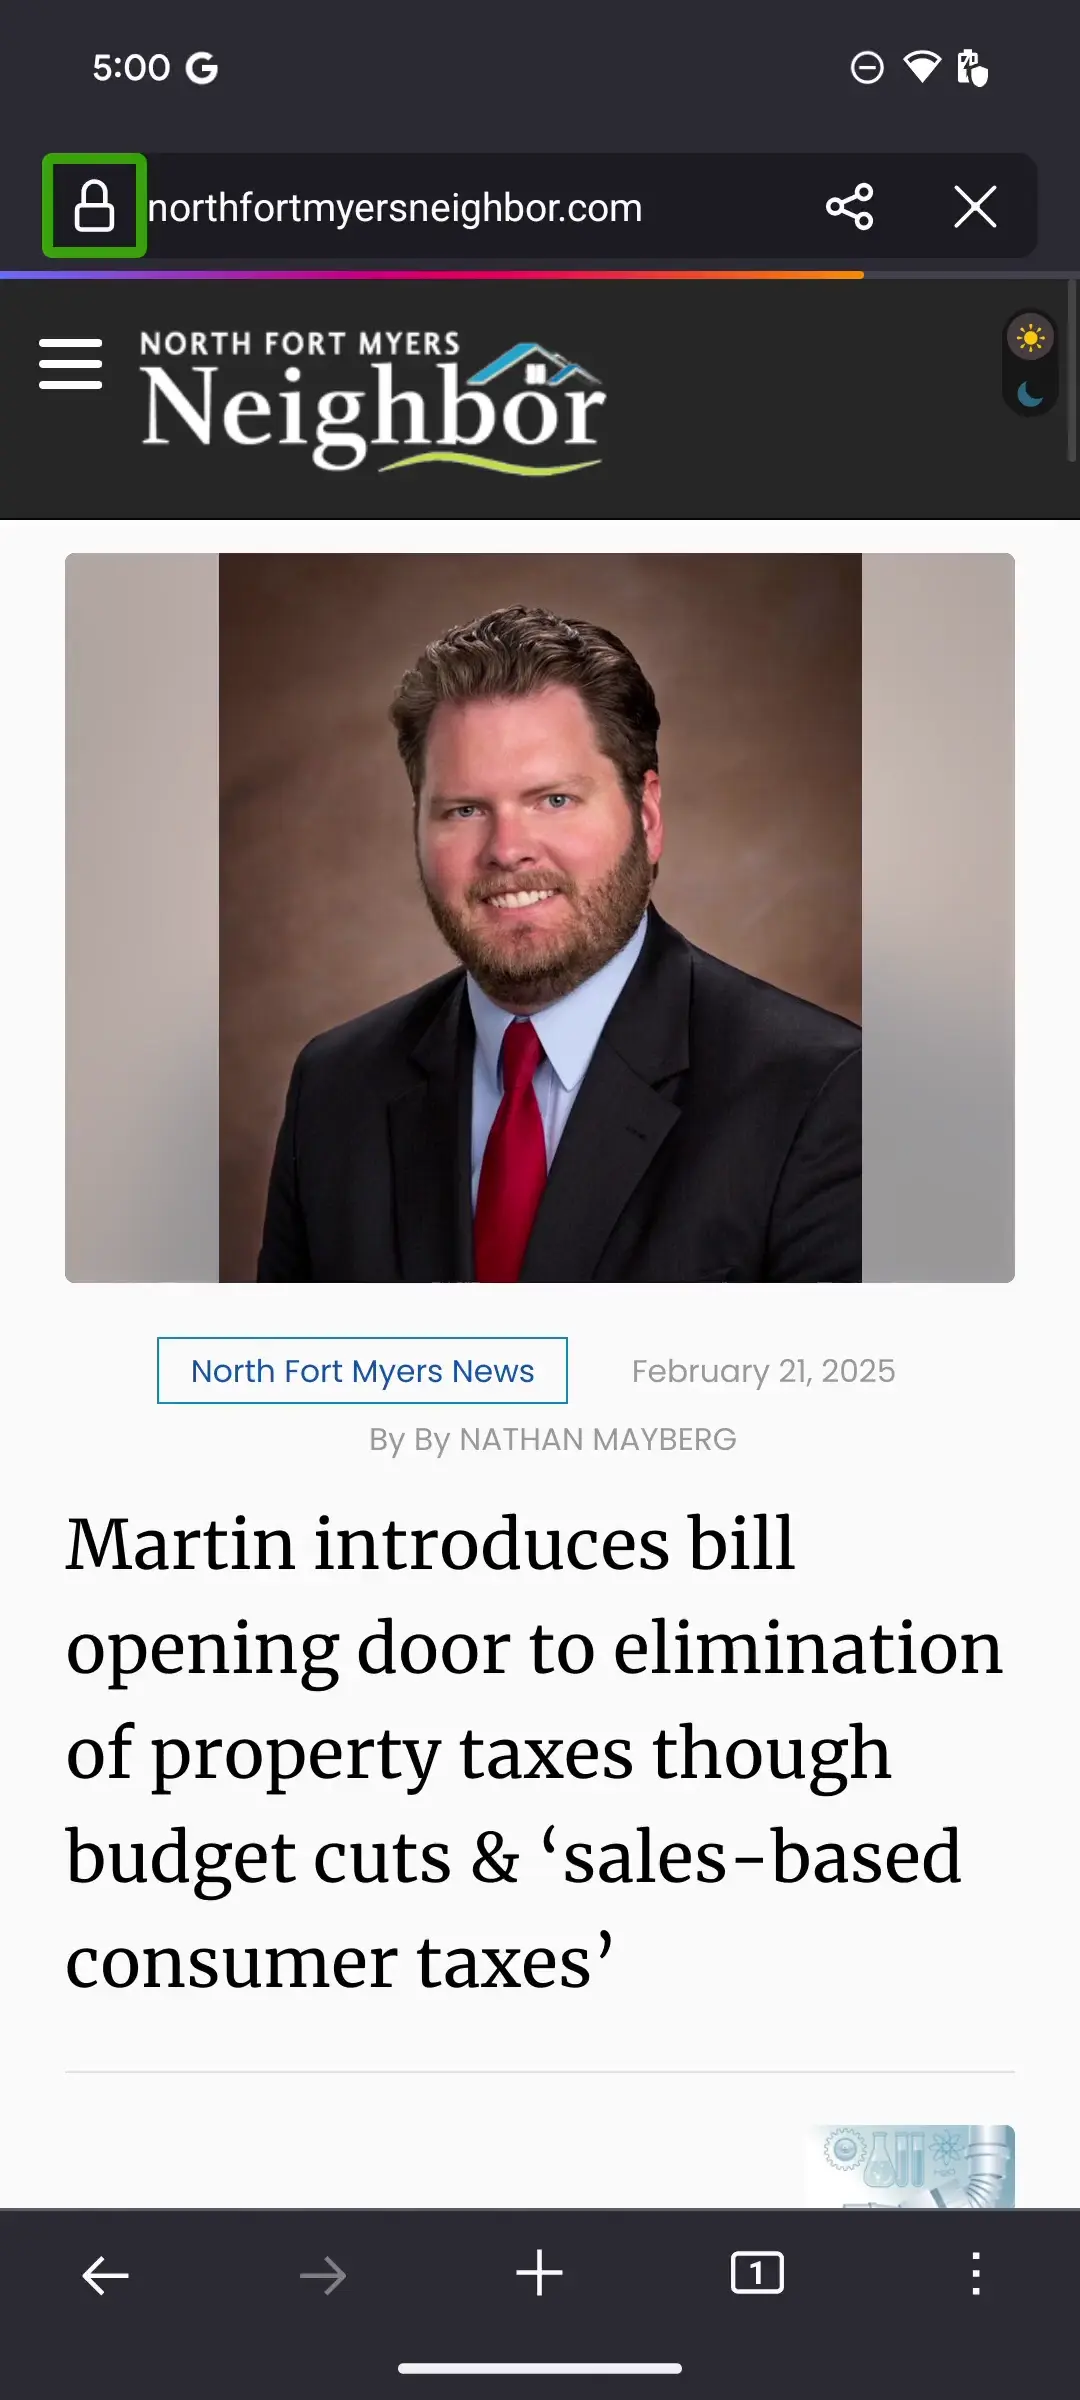 5:00
northfortmyersneighbor.com
NORTH FORT MYERS
Neighbor
North Fort Myers News
February 21, 2025
By By NATHAN MAYBERG
Martin introduces bill
opening door to elimination
of property taxes though
budget cuts & ‘sales-based
consumer taxes’
1